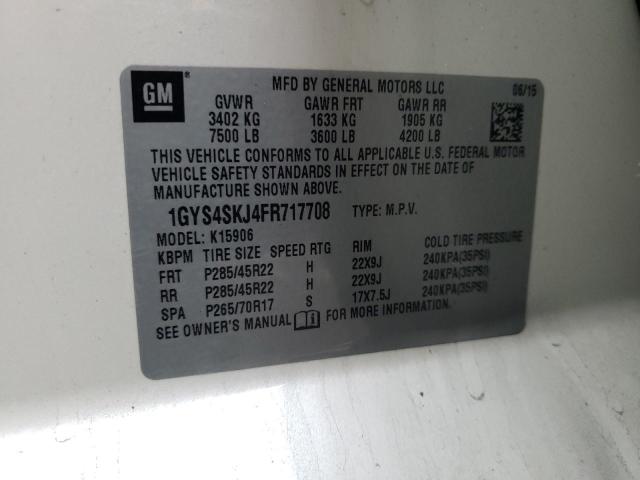 GM ® MFD BY GENERAL MOTORS LLC 06/15
GVWR GAWR FRT GAWR RR
3402 KG 1633 KG 1905 KG
7500 LB 3600 LB 4200 LB
THIS VEHICLE CONFORMS TO ALL APPLICABLE U.S. FEDERAL MOTOR
VEHICLE SAFETY STANDARDS IN EFFECT ON THE DATE OF
MANUFACTURE SHOWN ABOVE.
1GYS4SKJ4FR717708 TYPE: M.P.V.
MODEL: K15906
KBPM TIRE SIZE SPEED RTG RIM COLD TIRE PRESSURE
FRT P285/45R22 H 22X9J 240KPA(35PSI)
RR P285/45R22 H 22X9J 240KPA(35PSI)
SPA P265/70R17 S 17X7.5J 240KPA(35PSI)
SEE OWNER'S MANUAL FOR MORE INFORMATION.